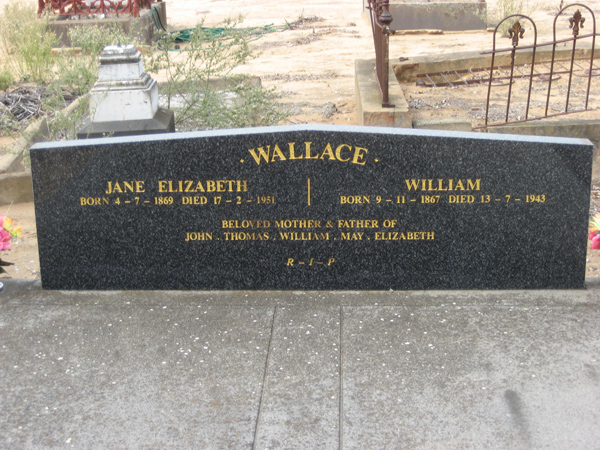 · WALLACE ·
JANE ELIZABETH
BORN 4-7-1869 DIED 17-2-1951
WILLIAM
BORN 9-11-1867 DIED 13-7-1943
BELOVED MOTHER & FATHER OF
JOHN . THOMAS . WILLIAM . MAY . ELIZABETH
R-I-P